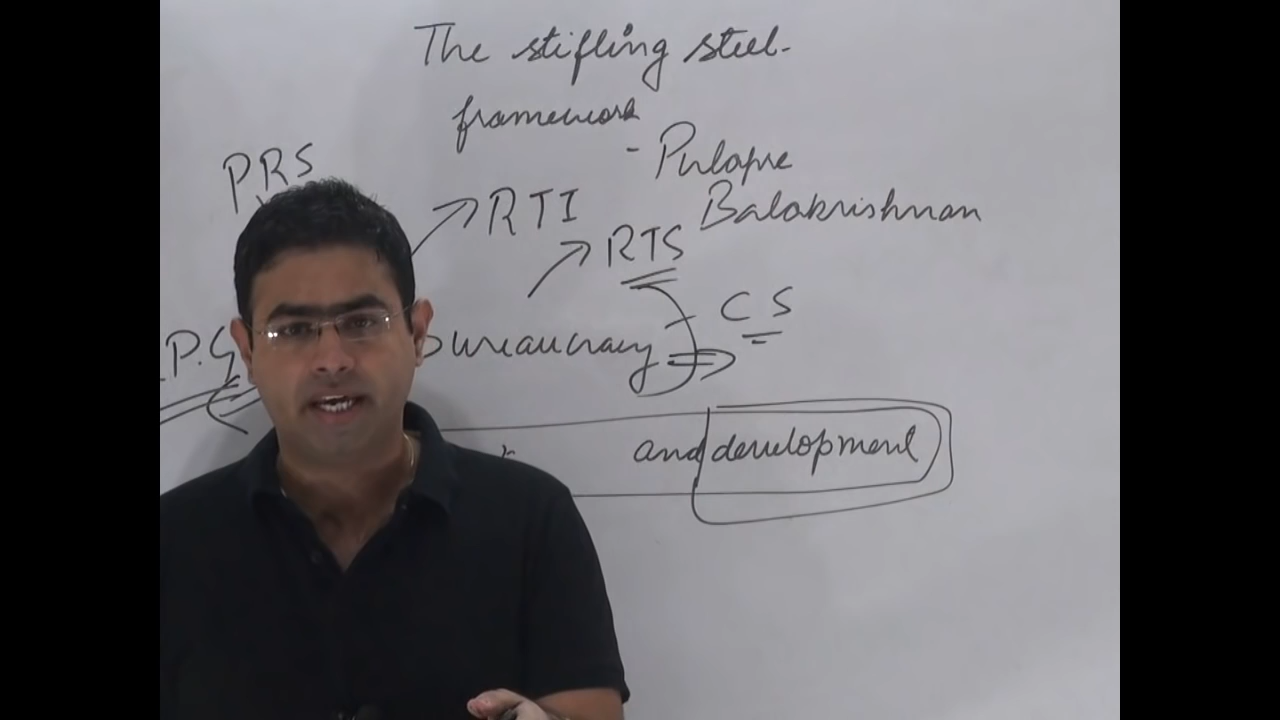 The stifling steel-
framework
- Pulapre
Balakrishnan
PRS
RTI
RTS
CS
.P.G
Bureaucracy
and development